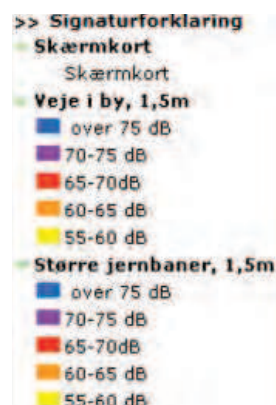 >> Signaturforklaring
Skærmkort
Skærmkort
Veje i by, 1,5m
over 75 dB
70-75 dB
65-70dB
60-65 dB
55-60 dB
Større jernbaner, 1,5m
over 75 dB
70-75 dB
65-70dB
60-65 dB
55-60 dB